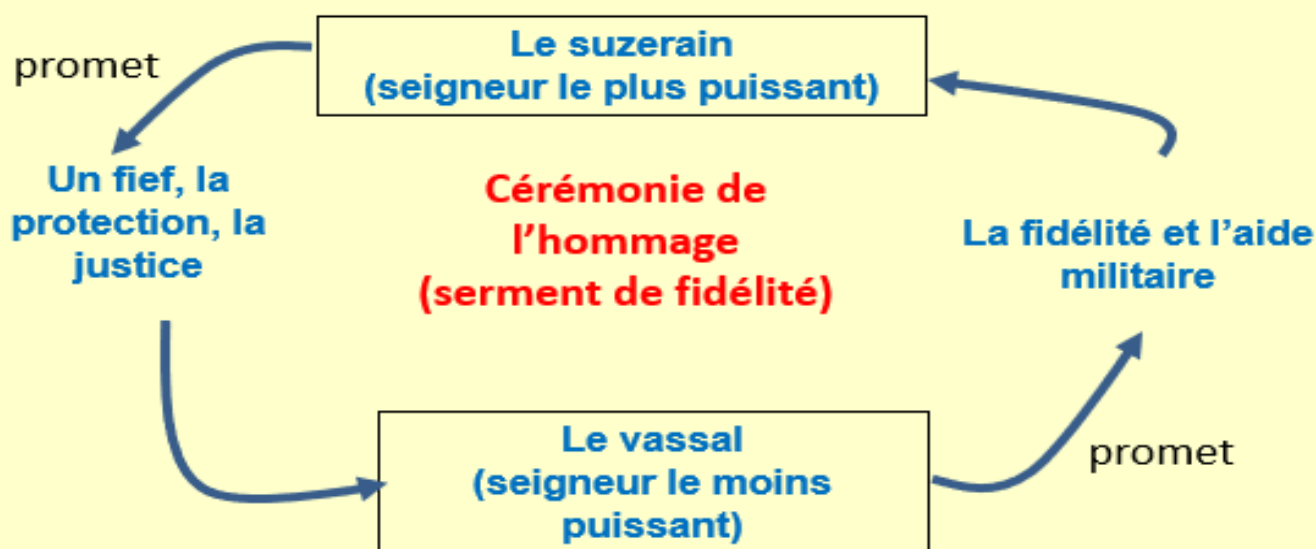 Le suzerain
(seigneur le plus puissant)
promet
Un fief, la
protection, la
justice
Cérémonie de
l'hommage
(serment de fidélité)
La fidélité et l'aide
militaire
Le vassal
(seigneur le moins
puissant)
promet